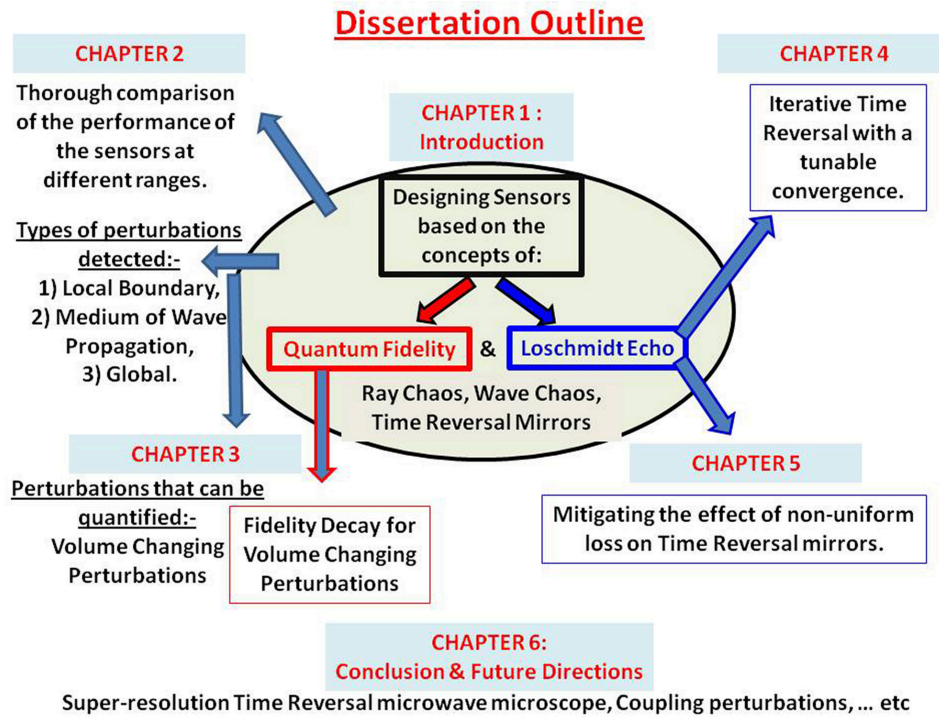 Dissertation Outline
CHAPTER 2
Thorough comparison
of the performance of
the sensors at
different ranges.
Types of perturbations
detected:-
1) Local Boundary,
2) Medium of Wave
Propagation,
3) Global.
CHAPTER 1 :
Introduction
Designing Sensors
based on the
concepts of:
Quantum Fidelity
&
Loschmidt Echo
Ray Chaos, Wave Chaos,
Time Reversal Mirrors
CHAPTER 4
Iterative Time
Reversal with a
tunable
convergence.
CHAPTER 3
Perturbations that can be
quantified:-
Volume Changing
Perturbations
Fidelity Decay for
Volume Changing
Perturbations
CHAPTER 5
Mitigating the effect of non-uniform
loss on Time Reversal mirrors.
CHAPTER 6:
Conclusion & Future Directions
Super-resolution Time Reversal microwave microscope, Coupling perturbations, ... etc